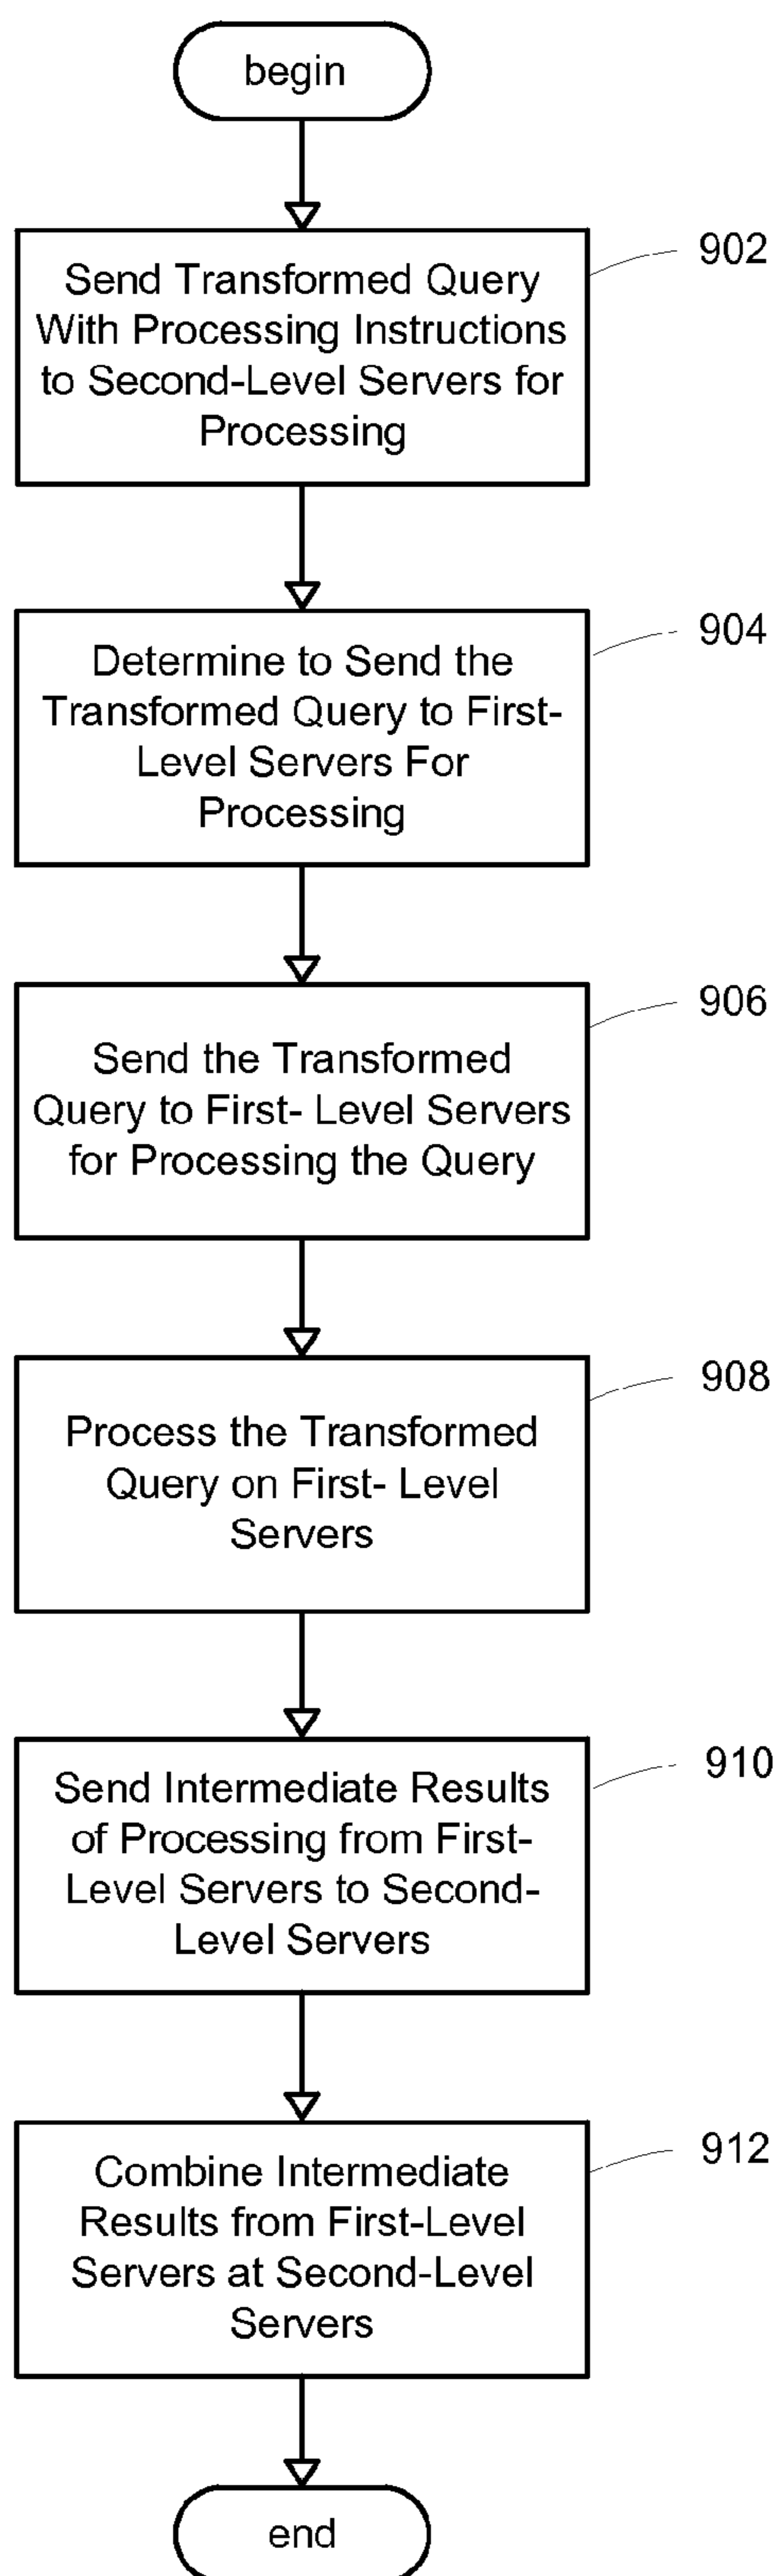 begin
902
Send Transformed Query
With Processing Instructions
to Second-Level Servers for
Processing
904
Determine to Send the
Transformed Query to First-
Level Servers For
Processing
906
Send the Transformed
Query to First- Level Servers
for Processing the Query
908
Process the Transformed
Query on First- Level
Servers
910
Send Intermediate Results
of Processing from First-
Level Servers to Second-
Level Servers
912
Combine Intermediate
Results from First-Level
Servers at Second-Level
Servers
end